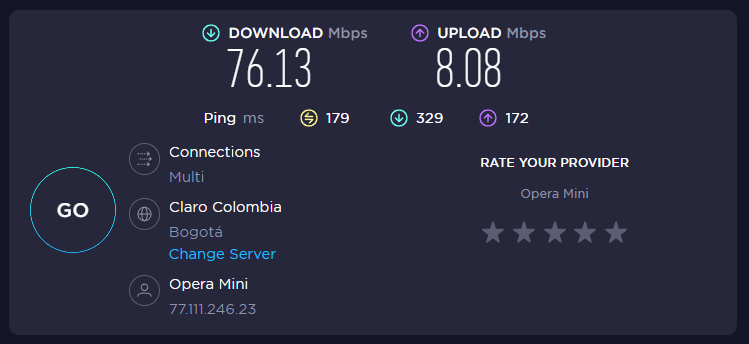 DOWNLOAD Mbps
UPLOAD Mbps
76.13
8.08
Ping ms 179 329 172
Connections
Multi
GO
Claro Colombia
Bogotá
Change Server
Opera Mini
77.111.246.23
RATE YOUR PROVIDER
Opera Mini